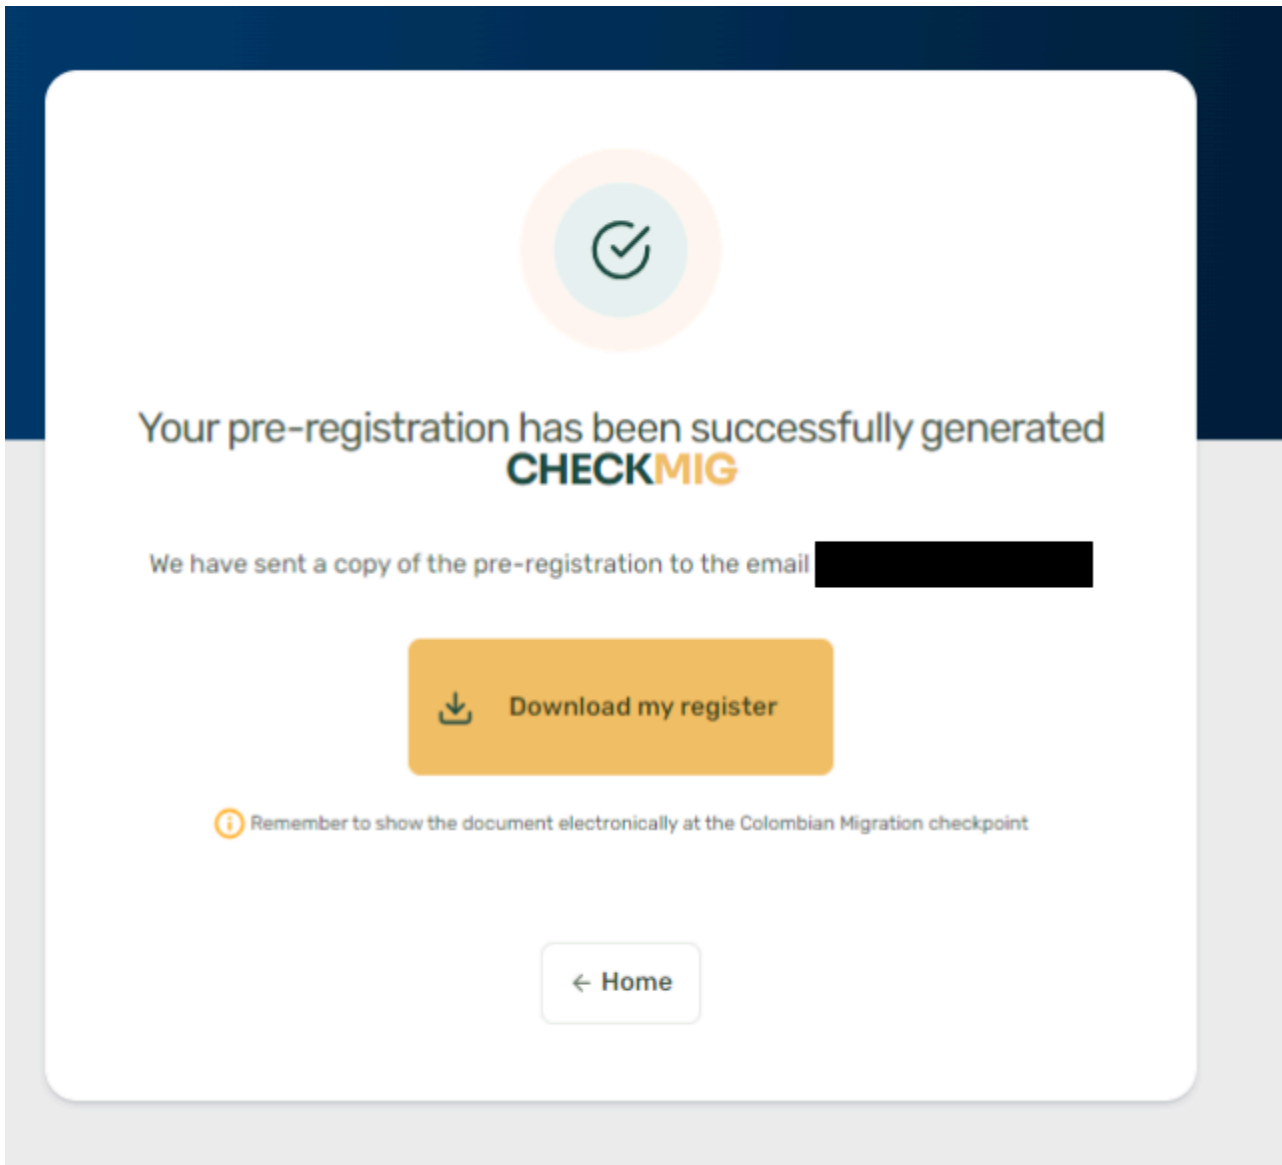 Your pre-registration has been successfully generated
CHECKMIG
We have sent a copy of the pre-registration to the email
Download my register
Remember to show the document electronically at the Colombian Migration checkpoint
← Home